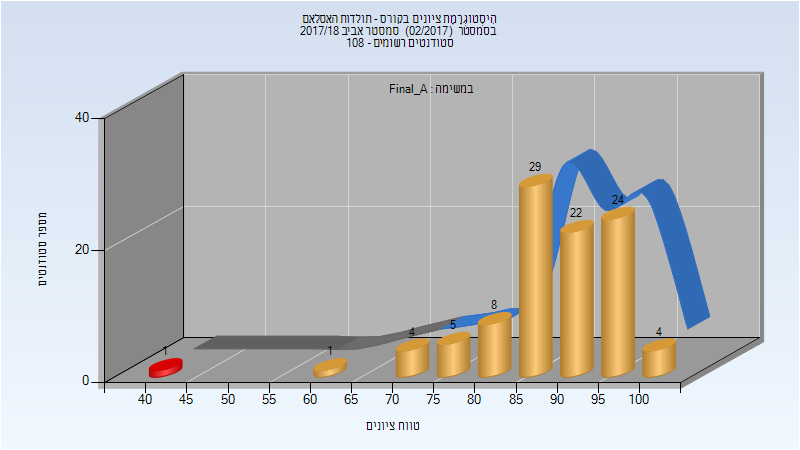 היסטוגרמת ציונים בקורס - תולדות האסלאם
בסמסטר (02/2017) סמסטר אביב 2017/18
סטודנטים רשומים - 108
במשימה : Final_A
מספר סטודנטים
40
20
0
1
1
4
5
8
29
22
24
4
40 45 50 55 60 65 70 75 80 85 90 95 100
טווח ציונים